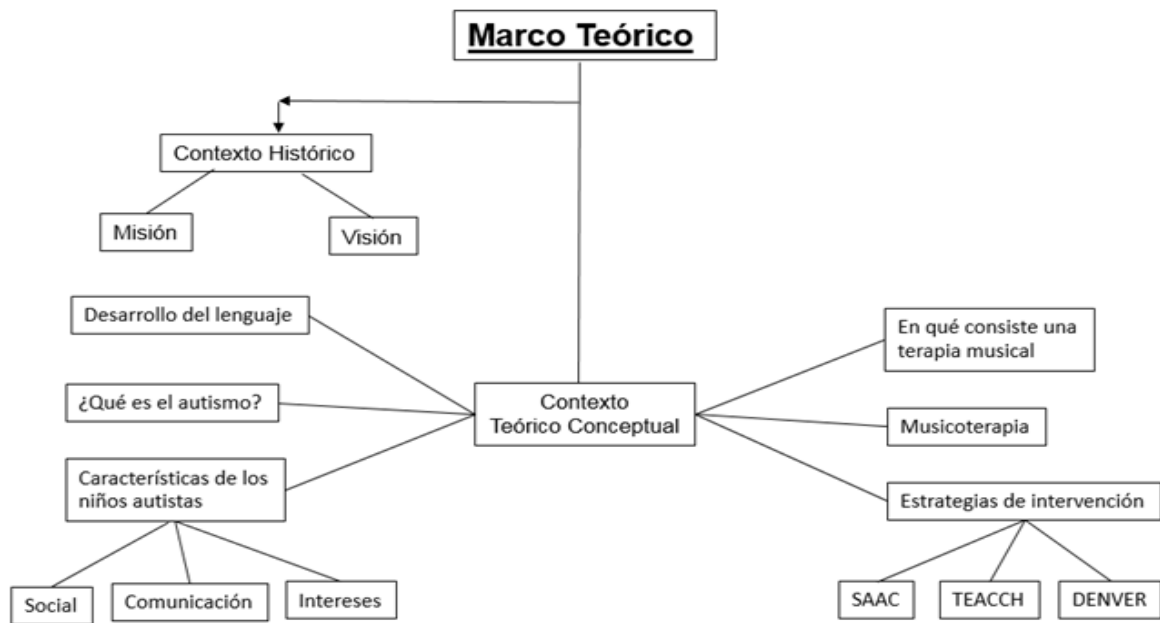 Marco Teórico
Contexto Histórico
Misión
Visión
Desarrollo del lenguaje
¿Qué es el autismo?
Características de los
niños autistas
Social
Comunicación
Intereses
Contexto
Teórico Conceptual
En qué consiste una
terapia musical
Musicoterapia
Estrategias de intervención
SAAC
TEACCH
DENVER